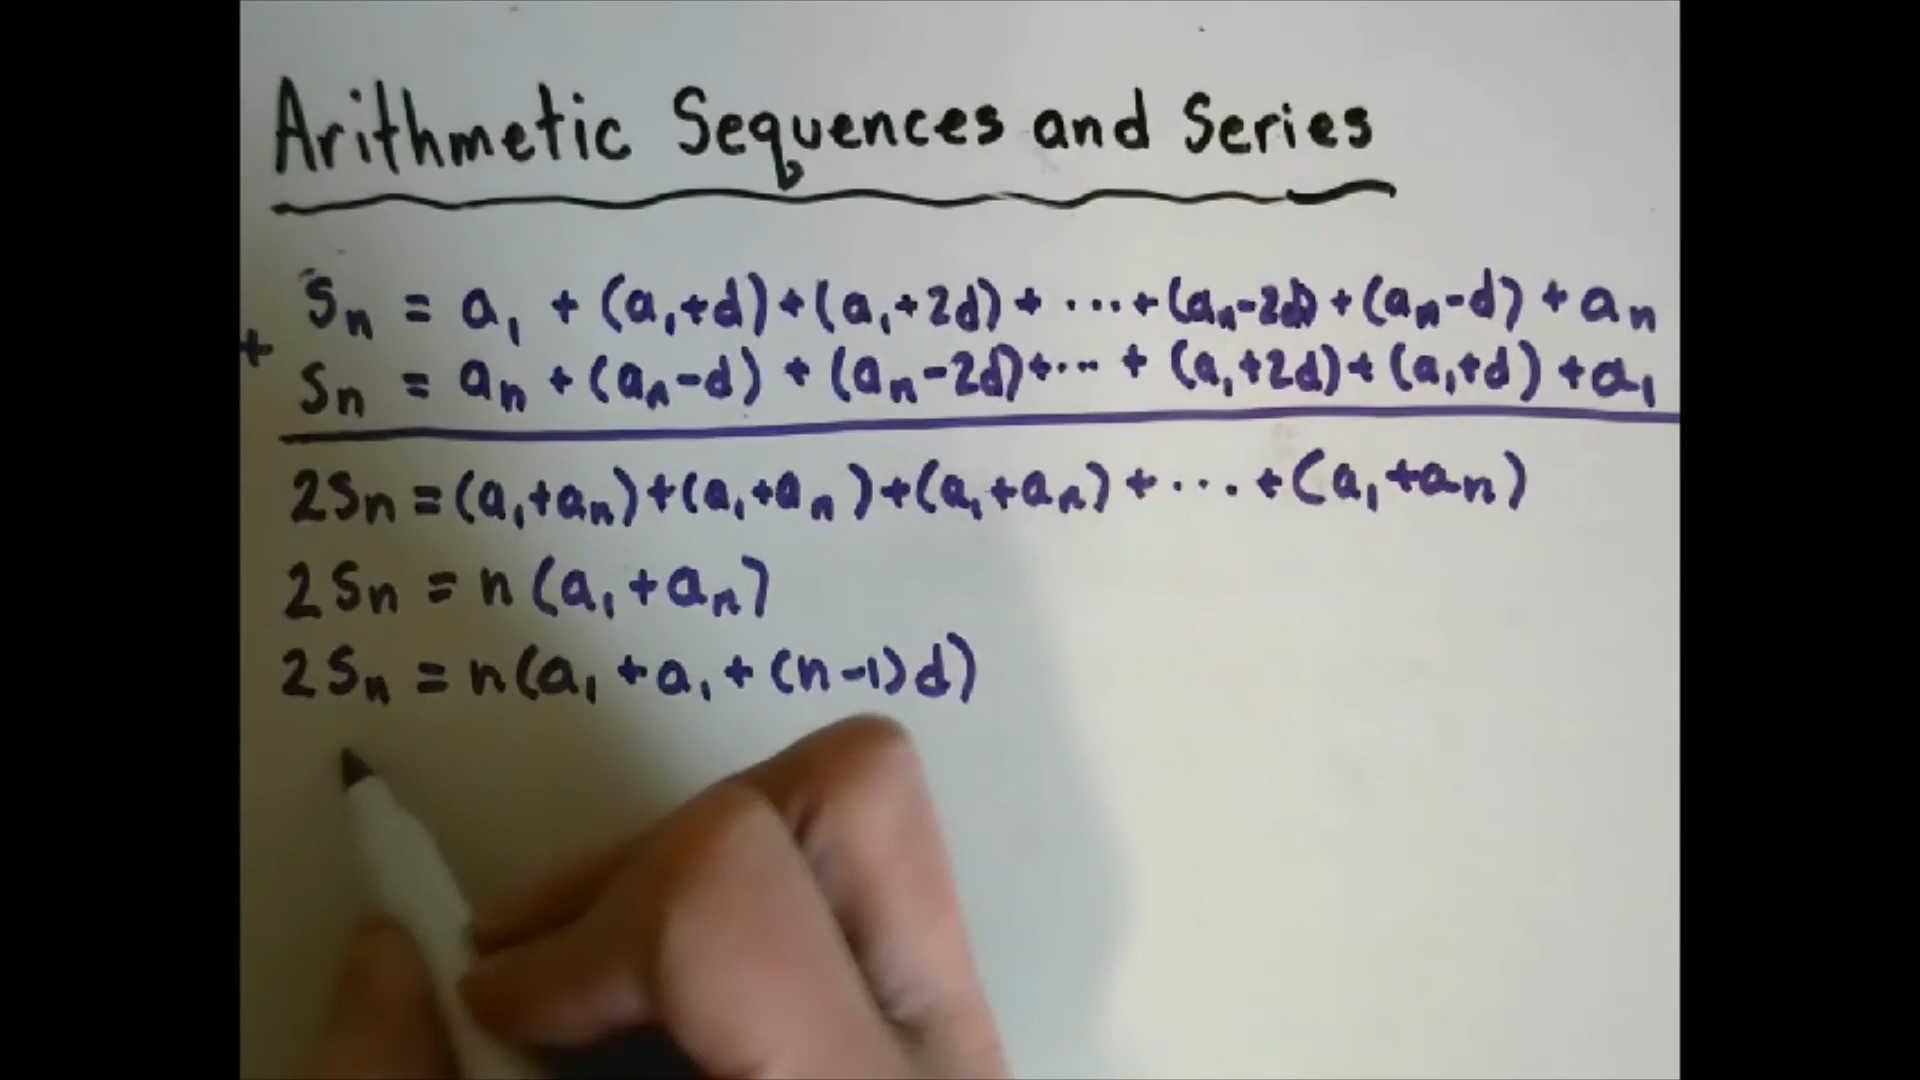 Arithmetic Sequences and Series
Sn = a₁ + (a₁+d)+(a₁+2d)+ ...+(an-2d)+(an-d)+an
+
Sn = an +(an-d) + (an-2d)+... + (a₁+2d)+(a₁+d)+a₁
2Sn=(a₁+an)+(a₁+an)+(a₁+an)+...+(a₁+an)
2Sn = n(a₁+an)
2Sn = n(a₁+a₁+(n-1)d)